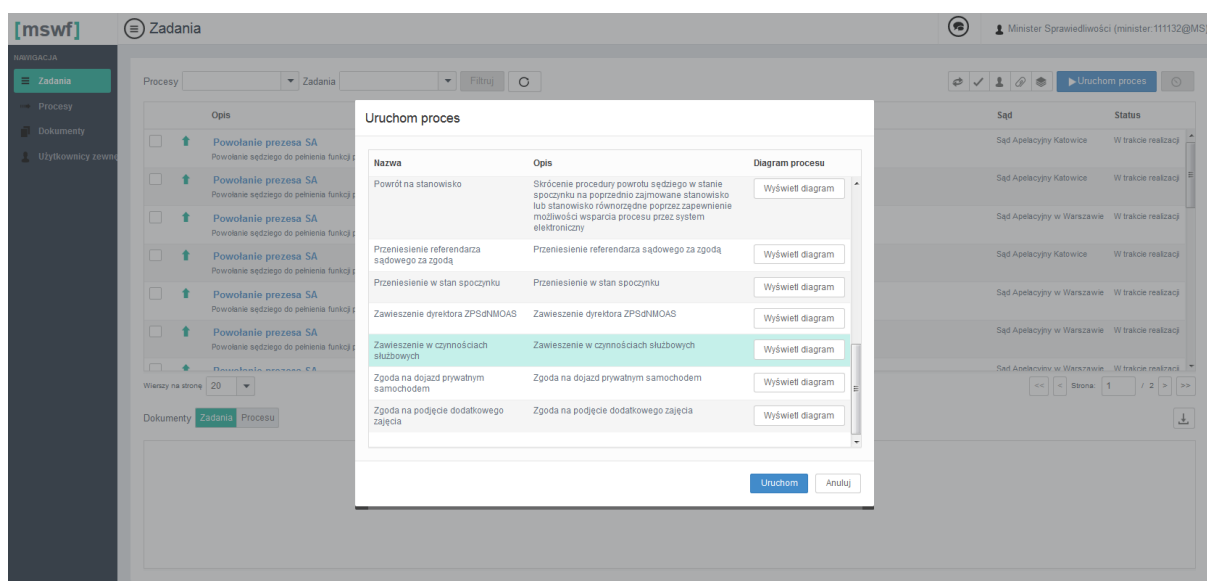 [mswf]
Zadania
Minister Sprawiedliwości (minister:111132@MS)
NAWIGACJA
Zadania
Procesy
Dokumenty
Użytkownicy zewnę
Procesy
Zadania
Filtruj
Uruchom proces
Opis
Sąd
Status
Powołanie prezesa SA
Powołanie sędziego do pełnienia funkcji p
Sąd Apelacyjny Katowice
W trakcie realizacji
Powołanie prezesa SA
Powołanie sędziego do pełnienia funkcji p
Sąd Apelacyjny Katowice
W trakcie realizacji
Powołanie prezesa SA
Powołanie sędziego do pełnienia funkcji p
Sąd Apelacyjny w Warszawie
W trakcie realizacji
Powołanie prezesa SA
Powołanie sędziego do pełnienia funkcji p
Sąd Apelacyjny Katowice
W trakcie realizacji
Powołanie prezesa SA
Powołanie sędziego do pełnienia funkcji p
Sąd Apelacyjny w Warszawie
W trakcie realizacji
Powołanie prezesa SA
Powołanie sędziego do pełnienia funkcji p
Sąd Apelacyjny w Warszawie
W trakcie realizacji
Powołanie prezesa SA
Sąd Apelacyjny w Warszawie
W trakcie realizacji
Wierszy na stronę
20
<<
<
Strona:
1
/ 2
>
>>
Dokumenty
Zadania
Procesu
Uruchom proces
Nazwa
Opis
Diagram procesu
Powrót na stanowisko
Skrócenie procedury powrotu sędziego w stanie
spoczynku na poprzednio zajmowane stanowisko
lub stanowisko równorzędne poprzez zapewnienie
możliwości wsparcia procesu przez system
elektroniczny
Wyświetl diagram
Przeniesienie referendarza
sądowego za zgodą
Przeniesienie referendarza sądowego za zgodą
Wyświetl diagram
Przeniesienie w stan spoczynku
Przeniesienie w stan spoczynku
Wyświetl diagram
Zawieszenie dyrektora ZPSdNMOAS
Zawieszenie dyrektora ZPSdNMOAS
Wyświetl diagram
Zawieszenie w czynnościach
służbowych
Zawieszenie w czynnościach służbowych
Wyświetl diagram
Zgoda na dojazd prywatnym
samochodem
Zgoda na dojazd prywatnym samochodem
Wyświetl diagram
Zgoda na podjęcie dodatkowego
zajęcia
Zgoda na podjęcie dodatkowego zajęcia
Wyświetl diagram
Uruchom
Anuluj